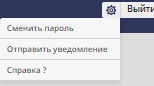 Выйти
Сменить пароль
Отправить уведомление
Справка ?